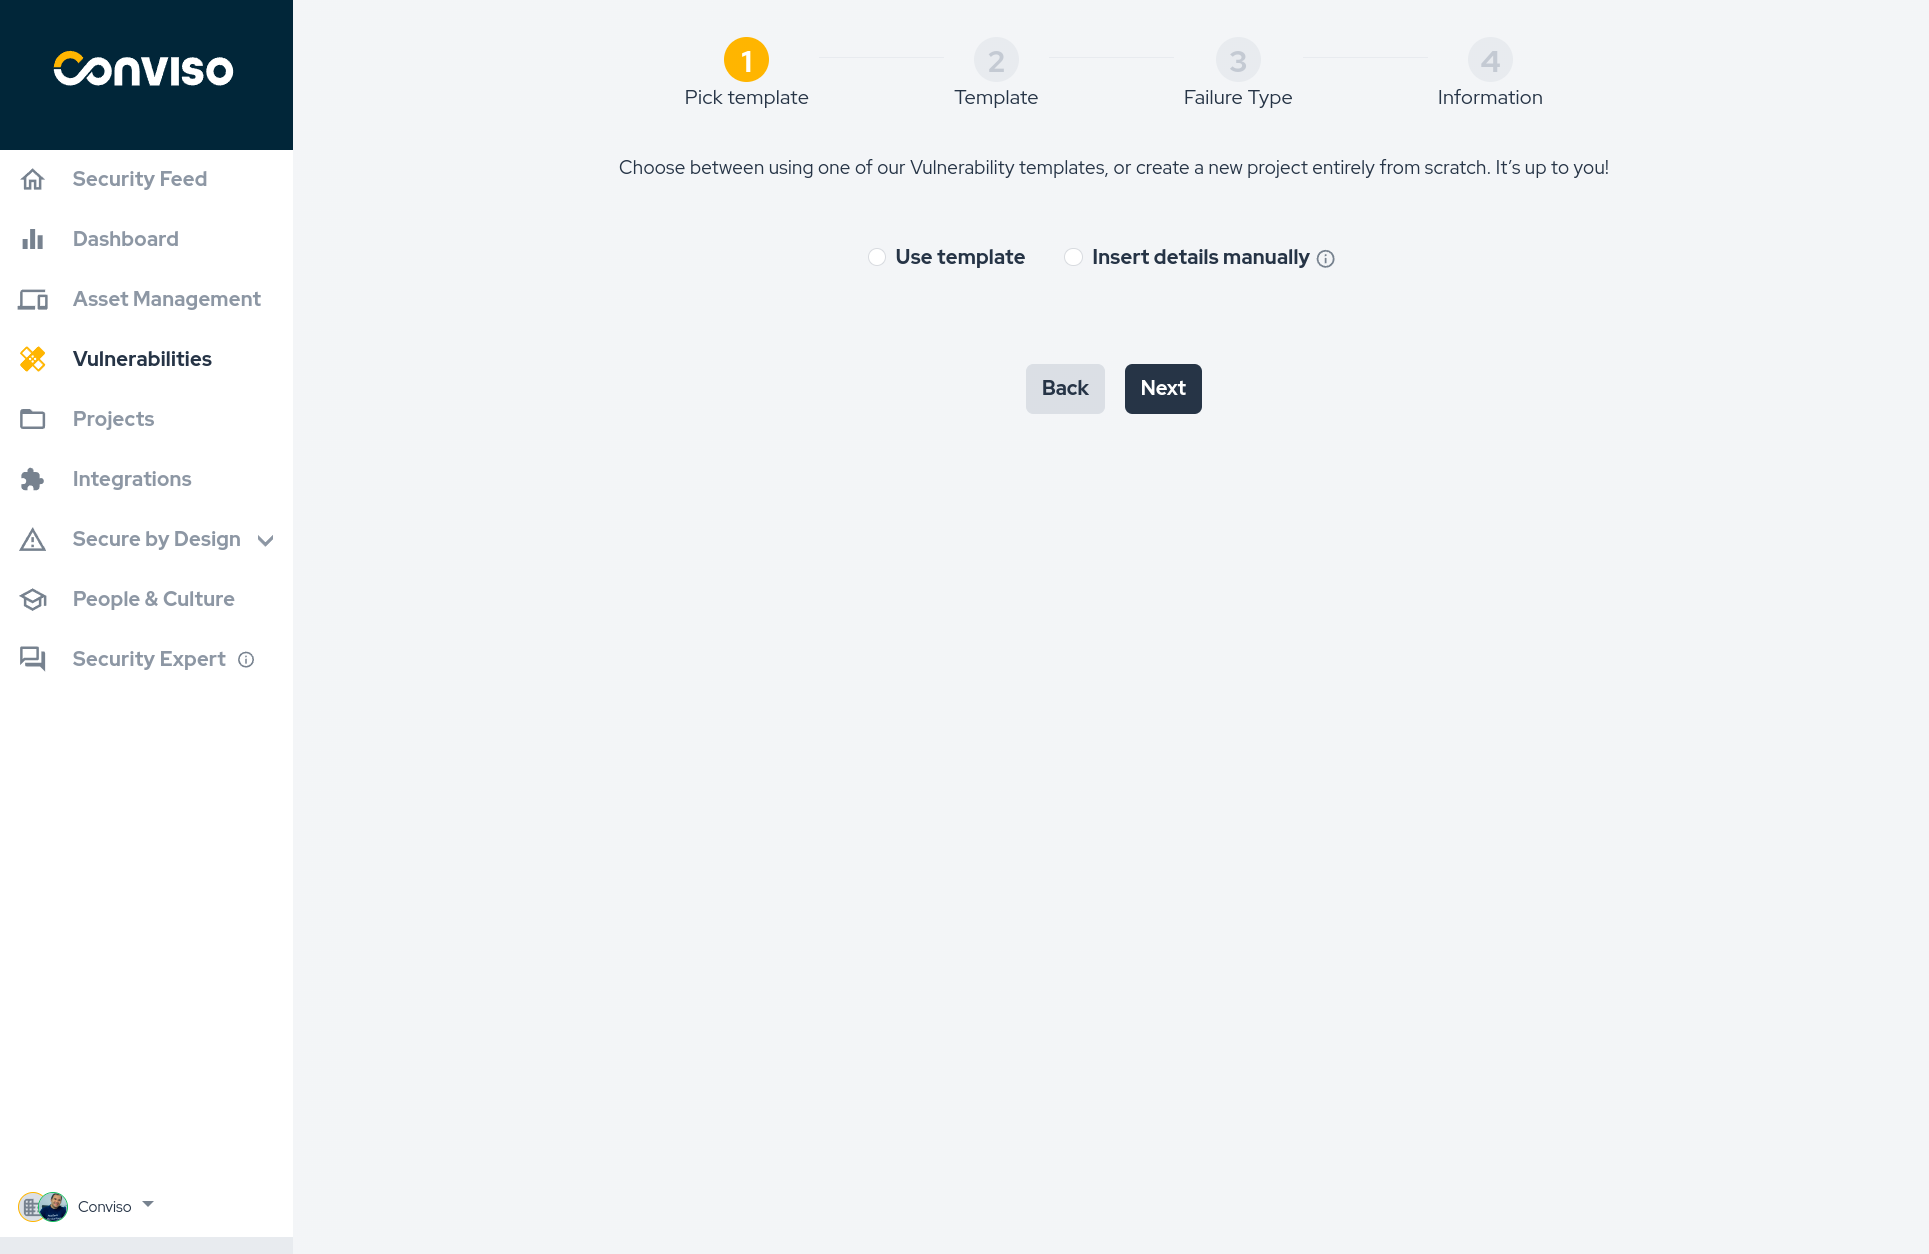 Conviso
Security Feed
Dashboard
Asset Management
Vulnerabilities
Projects
Integrations
Secure by Design
People & Culture
Security Expert
Conviso
1
2
3
4
Pick template
Template
Failure Type
Information
Choose between using one of our Vulnerability templates, or create a new project entirely from scratch. It's up to you!
Use template
Insert details manually
Back
Next